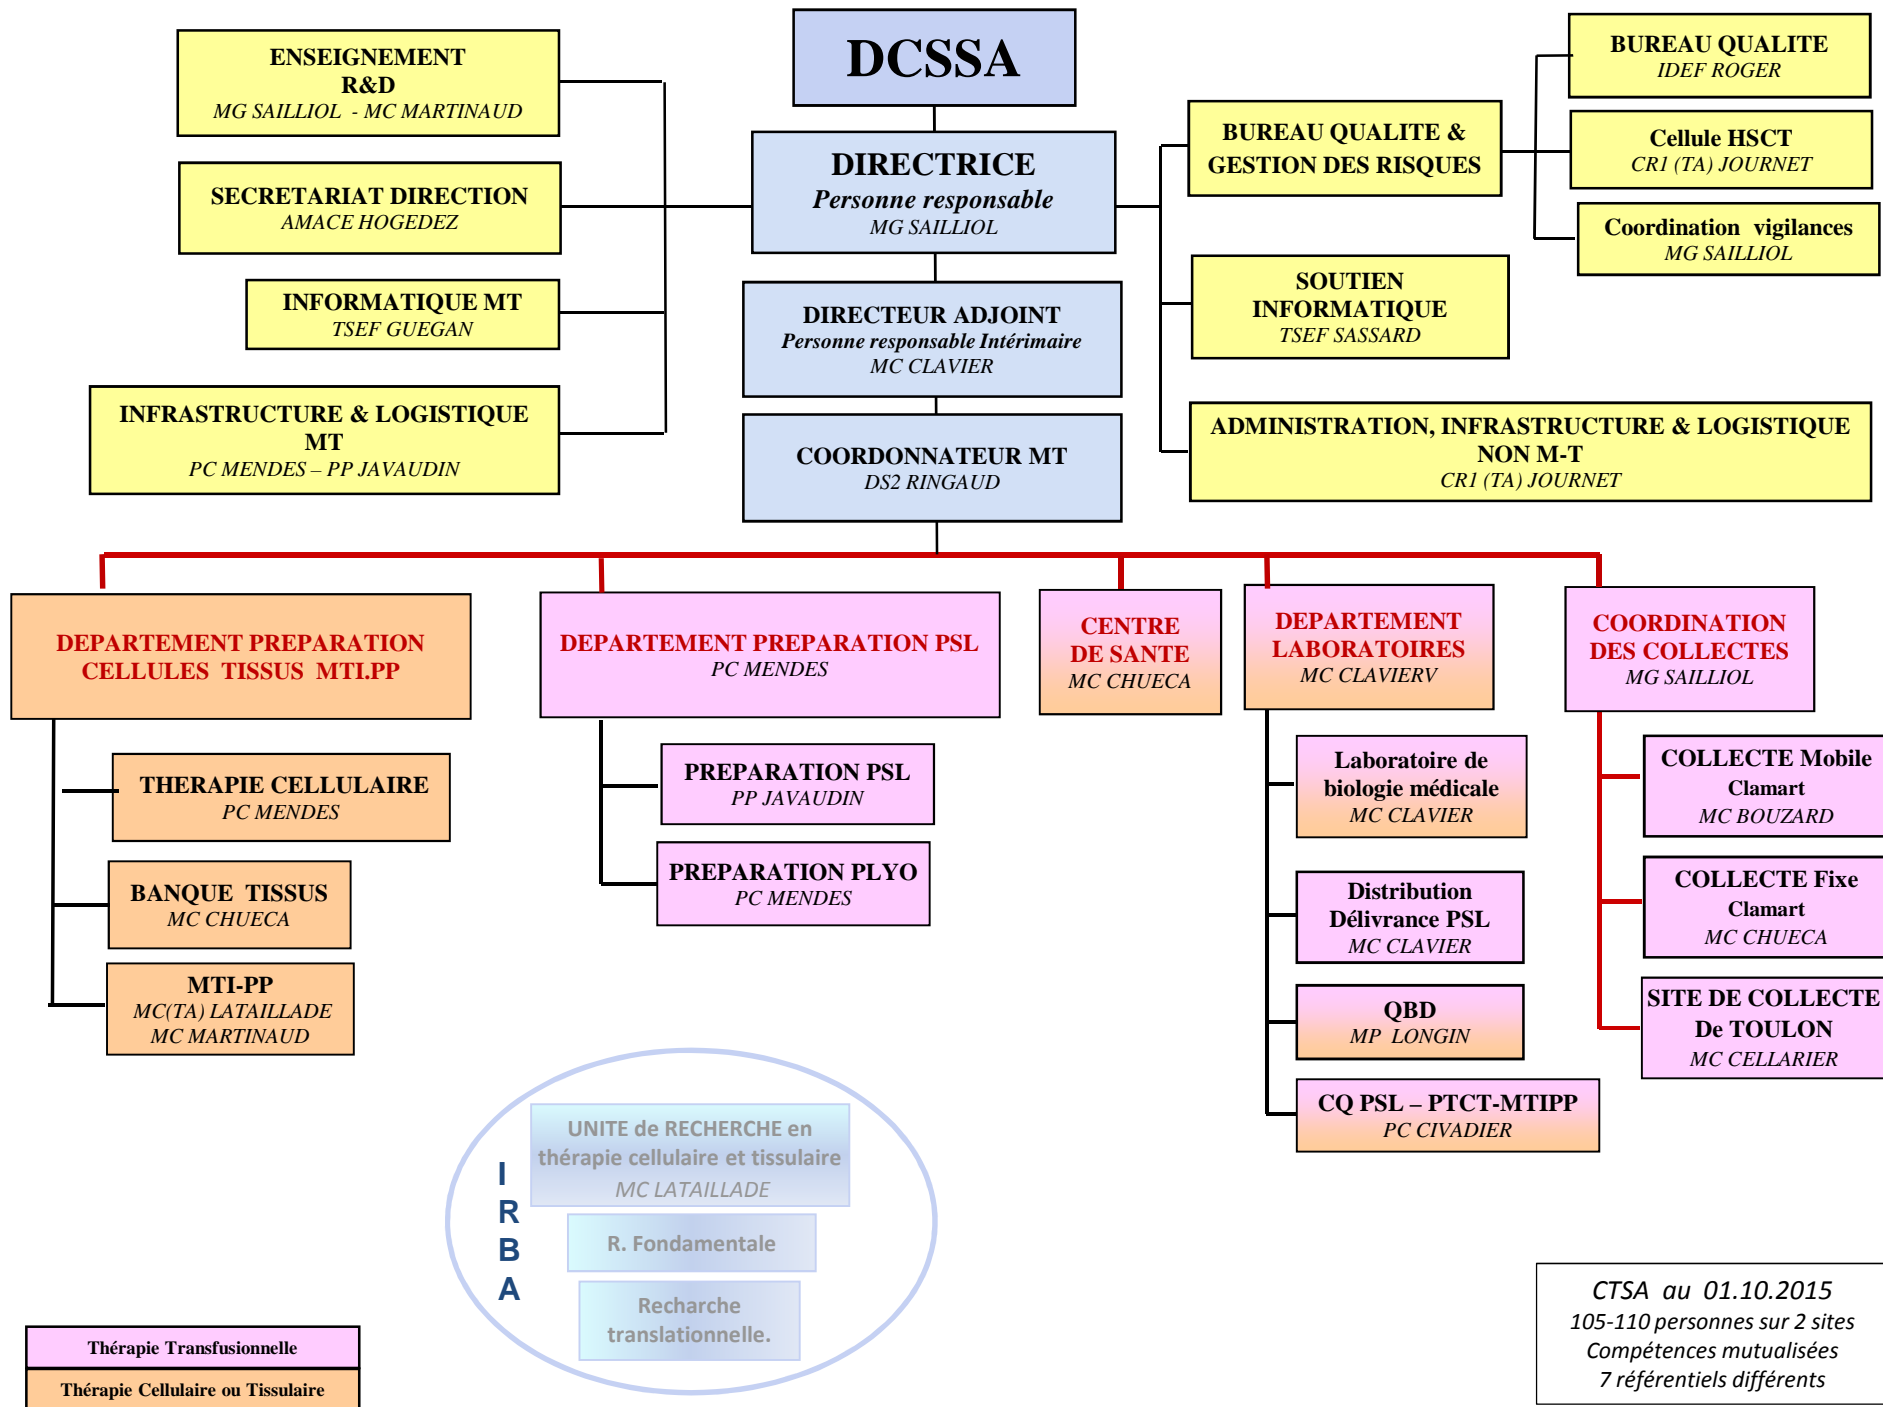 DCSSA
ENSEIGNEMENT
R&D
MG SAILLIOL - MC MARTINAUD
SECRETARIAT DIRECTION
AMACE HOGEDEZ
INFORMATIQUE MT
TSEF GUEGAN
INFRASTRUCTURE & LOGISTIQUE
MT
PC MENDES – PP JAVAUDIN
DIRECTRICE
Personne responsable
MG SAILLIOL
DIRECTEUR ADJOINT
Personne responsable Intérimaire
MC CLAVIER
COORDONNATEUR MT
DS2 RINGAUD
BUREAU QUALITE &
GESTION DES RISQUES
BUREAU QUALITE
IDEF ROGER
Cellule HSCT
CR1 (TA) JOURNET
Coordination vigilances
MG SAILLIOL
SOUTIEN
INFORMATIQUE
TSEF SASSARD
ADMINISTRATION, INFRASTRUCTURE & LOGISTIQUE
NON M-T
CR1 (TA) JOURNET
DEPARTEMENT PREPARATION
CELLULES TISSUS MTI.PP
THERAPIE CELLULAIRE
PC MENDES
BANQUE TISSUS
MC CHUECA
MTI-PP
MC(TA) LATAILLADE
MC MARTINAUD
DEPARTEMENT PREPARATION PSL
PC MENDES
PREPARATION PSL
PP JAVAUDIN
PREPARATION PLYO
PC MENDES
CENTRE
DE SANTE
MC CHUECA
DEPARTEMENT
LABORATOIRES
MC CLAVIERV
Laboratoire de
biologie médicale
MC CLAVIER
Distribution
Délivrance PSL
MC CLAVIER
QBD
MP LONGIN
CQ PSL – PTCT-MTIPP
PC CIVADIER
COORDINATION
DES COLLECTES
MG SAILLIOL
COLLECTE Mobile
Clamart
MC BOUZARD
COLLECTE Fixe
Clamart
MC CHUECA
SITE DE COLLECTE
De TOULON
MC CELLARIER
I
R
B
A
UNITE de RECHERCHE en
thérapie cellulaire et tissulaire
MC LATAILLADE
R. Fondamentale
Recharche
translationnelle.
Thérapie Transfusionnelle
Thérapie Cellulaire ou Tissulaire
CTSA au 01.10.2015
105-110 personnes sur 2 sites
Compétences mutualisées
7 référentiels différents